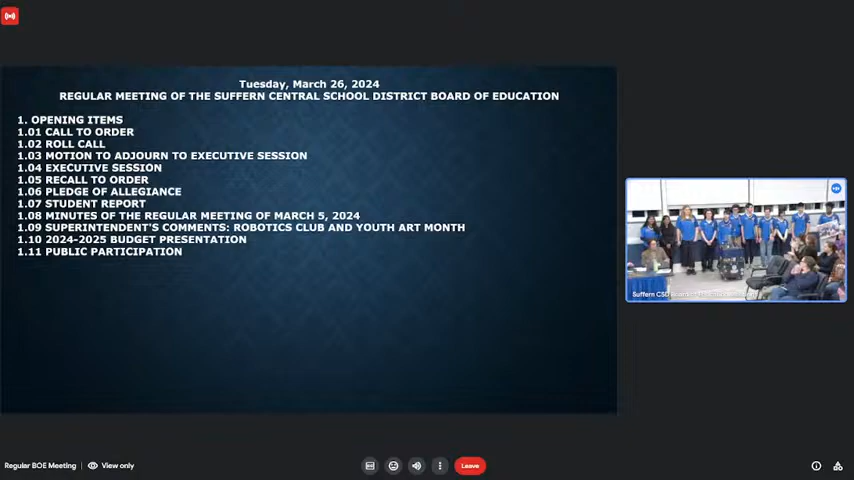 Tuesday, March 26, 2024
REGULAR MEETING OF THE SUFFERN CENTRAL SCHOOL DISTRICT BOARD OF EDUCATION
1. OPENING ITEMS
1.01 CALL TO ORDER
1.02 ROLL CALL
1.03 MOTION TO ADJOURN TO EXECUTIVE SESSION
1.04 EXECUTIVE SESSION
1.05 RECALL TO ORDER
1.06 PLEDGE OF ALLEGIANCE
1.07 STUDENT REPORT
1.08 MINUTES OF THE REGULAR MEETING OF MARCH 5, 2024
1.09 SUPERINTENDENT'S COMMENTS: ROBOTICS CLUB AND YOUTH ART MONTH
1.10 2024-2025 BUDGET PRESENTATION
1.11 PUBLIC PARTICIPATION
Suffern CSD
Regular BOE Meeting
View only
Leave